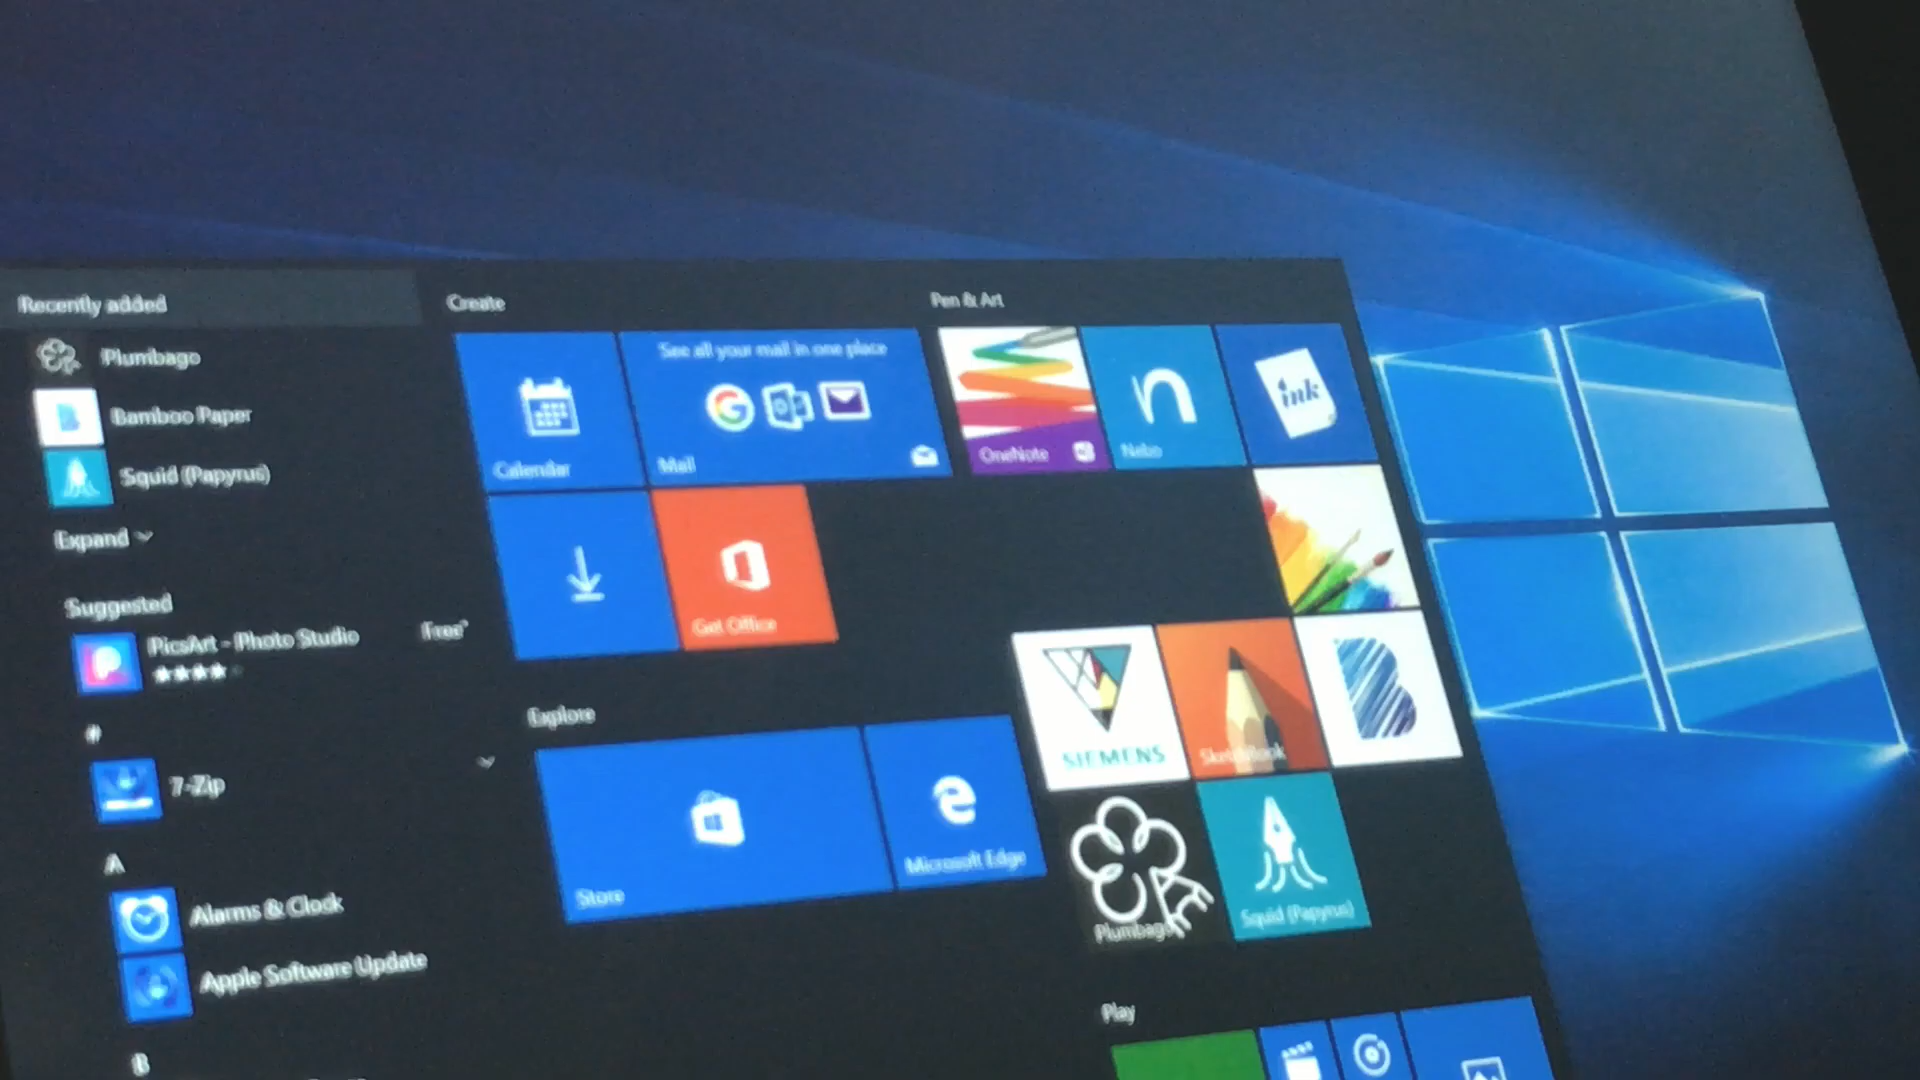 Recently added
Plumbago
Bamboo Paper
Squid (Papyrus)
Expand
Suggested
PicsArt - Photo Studio
Free*
#
7-Zip
A
Alarms & Clock
Apple Software Update
B
Create
Calendar
See all your mail in one place
Mail
Get Office
Explore
Store
Microsoft Edge
Pen & Art
OneNote
n
Nebo
ink
SIEMENS
SketchBook
B
Plumbago
Squid (Papyrus)
Play